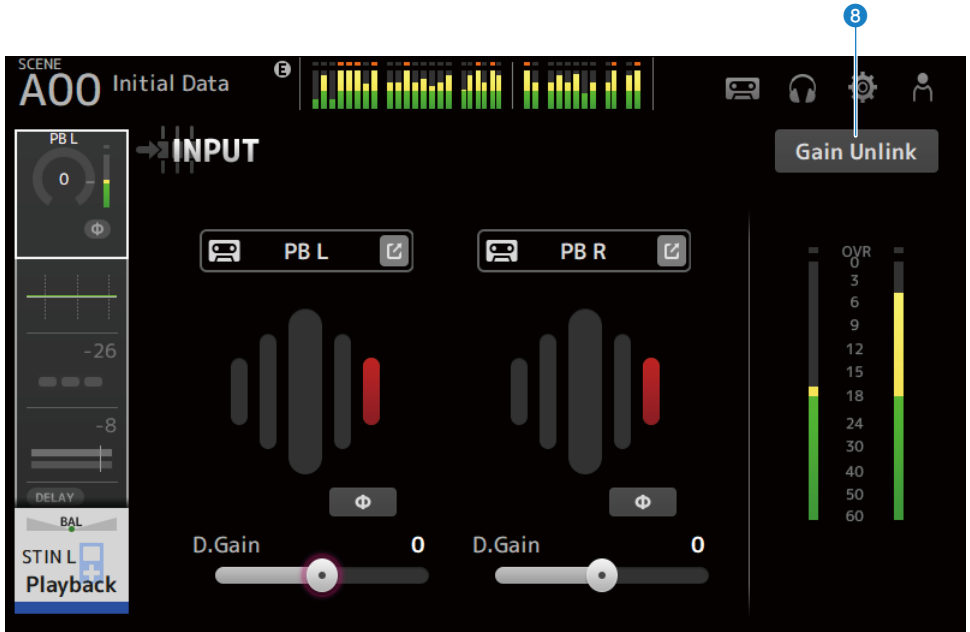 8
SCENE
A00 Initial Data E
PB L
0
Φ
INPUT
Gain Unlink
PB L
PB R
OVR
0
3
6
9
12
15
18
24
30
40
50
60
-26
-8
DELAY
Φ
Φ
BAL
STIN L
Playback
D.Gain 0
D.Gain 0